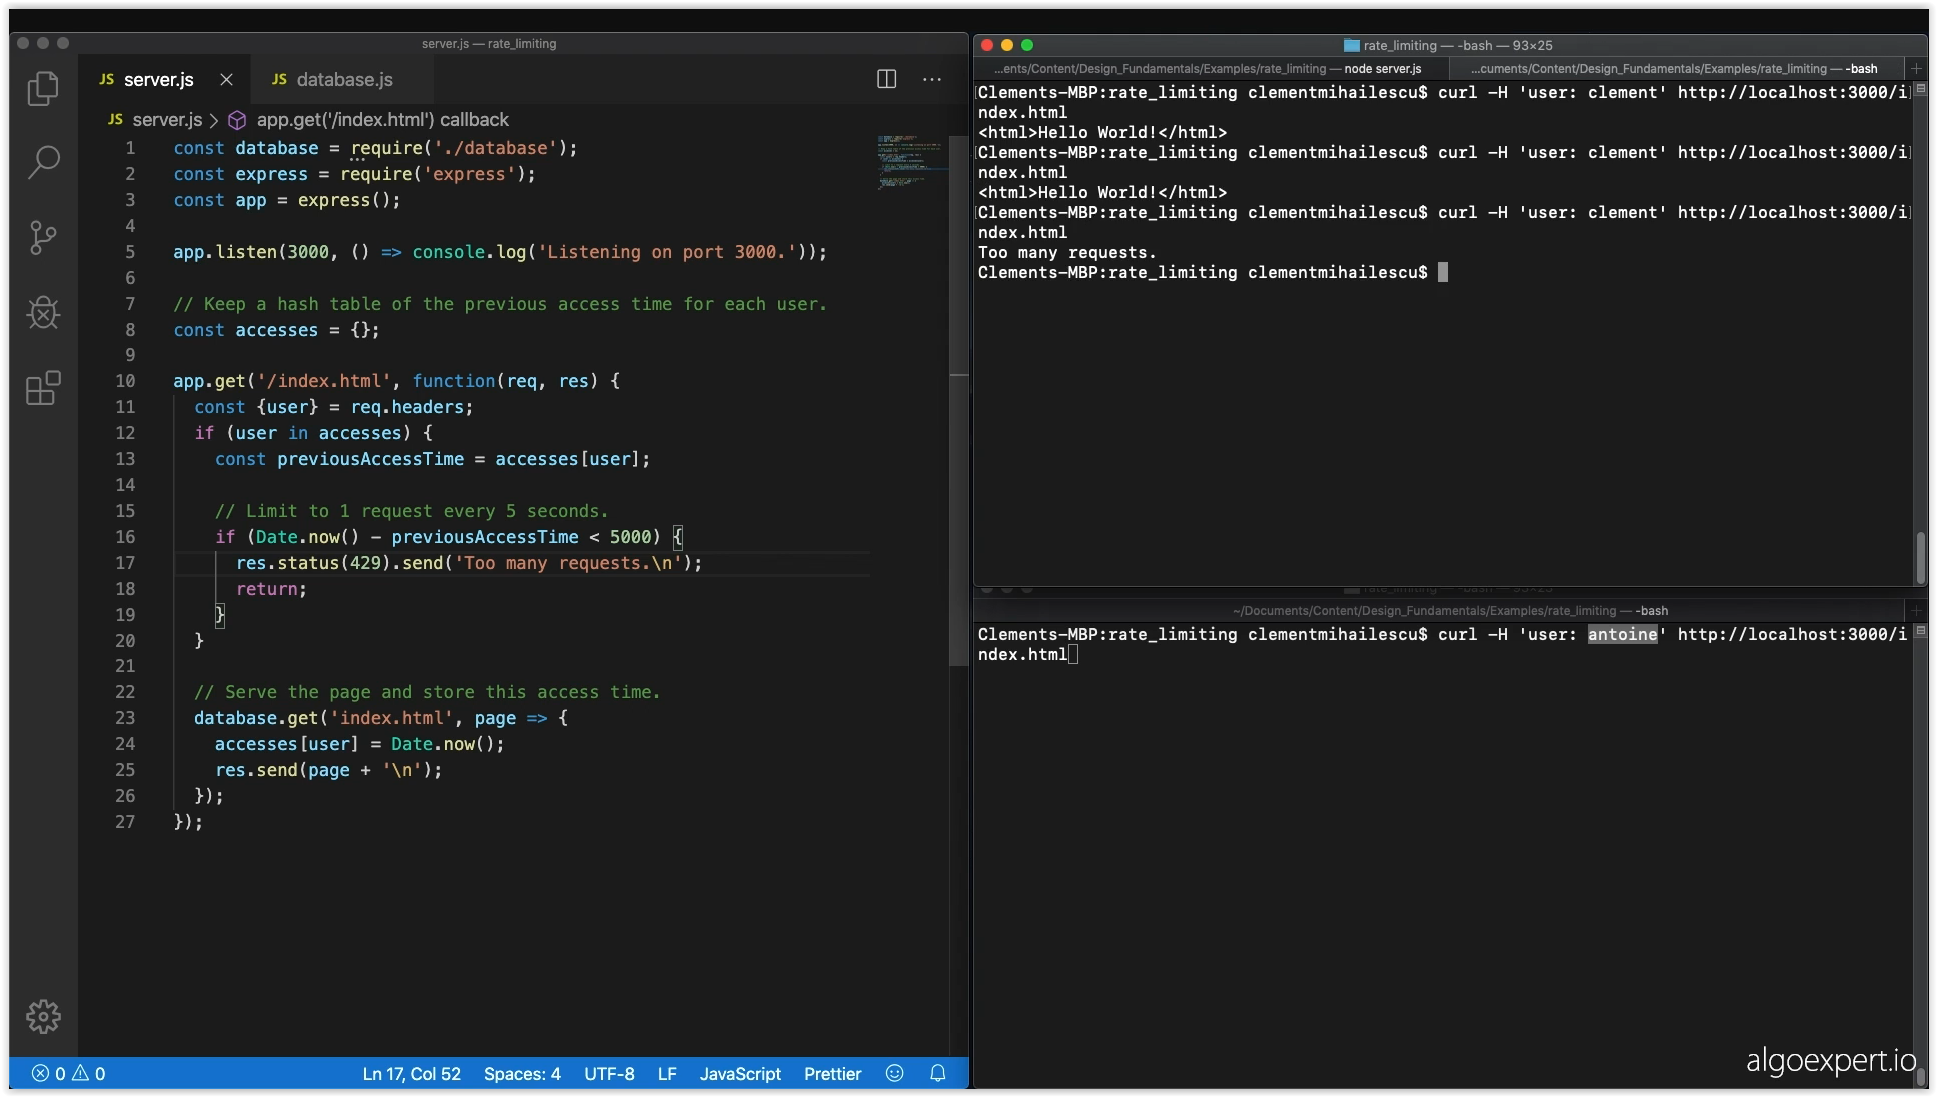 server.js — rate_limiting
JS server.js
JS database.js
JS server.js > app.get('/index.html') callback
1 const database = require('./database');
2 const express = require('express');
3 const app = express();
4
5 app.listen(3000, () => console.log('Listening on port 3000.'));
6
7 // Keep a hash table of the previous access time for each user.
8 const accesses = {};
9
10 app.get('/index.html', function(req, res) {
11 const {user} = req.headers;
12 if (user in accesses) {
13 const previousAccessTime = accesses[user];
14
15 // Limit to 1 request every 5 seconds.
16 if (Date.now() - previousAccessTime < 5000) {
17 res.status(429).send('Too many requests.\n');
18 return;
19 }
20 }
21
22 // Serve the page and store this access time.
23 database.get('index.html', page => {
24 accesses[user] = Date.now();
25 res.send(page + '\n');
26 });
27 });
0 0 Ln 17, Col 52 Spaces: 4 UTF-8 LF JavaScript Prettier
rate_limiting — -bash — 93×25
...ents/Content/Design_Fundamentals/Examples/rate_limiting — node server.js
...cuments/Content/Design_Fundamentals/Examples/rate_limiting — -bash
Clements-MBP:rate_limiting clementmihailescu$ curl -H 'user: clement' http://localhost:3000/i
ndex.html
<html>Hello World!</html>
Clements-MBP:rate_limiting clementmihailescu$ curl -H 'user: clement' http://localhost:3000/i
ndex.html
<html>Hello World!</html>
Clements-MBP:rate_limiting clementmihailescu$ curl -H 'user: clement' http://localhost:3000/i
ndex.html
Too many requests.
Clements-MBP:rate_limiting clementmihailescu$
rate_limiting — -bash — 93×25
~/Documents/Content/Design_Fundamentals/Examples/rate_limiting — -bash
Clements-MBP:rate_limiting clementmihailescu$ curl -H 'user: antoine' http://localhost:3000/i
ndex.html
algoexpert.io